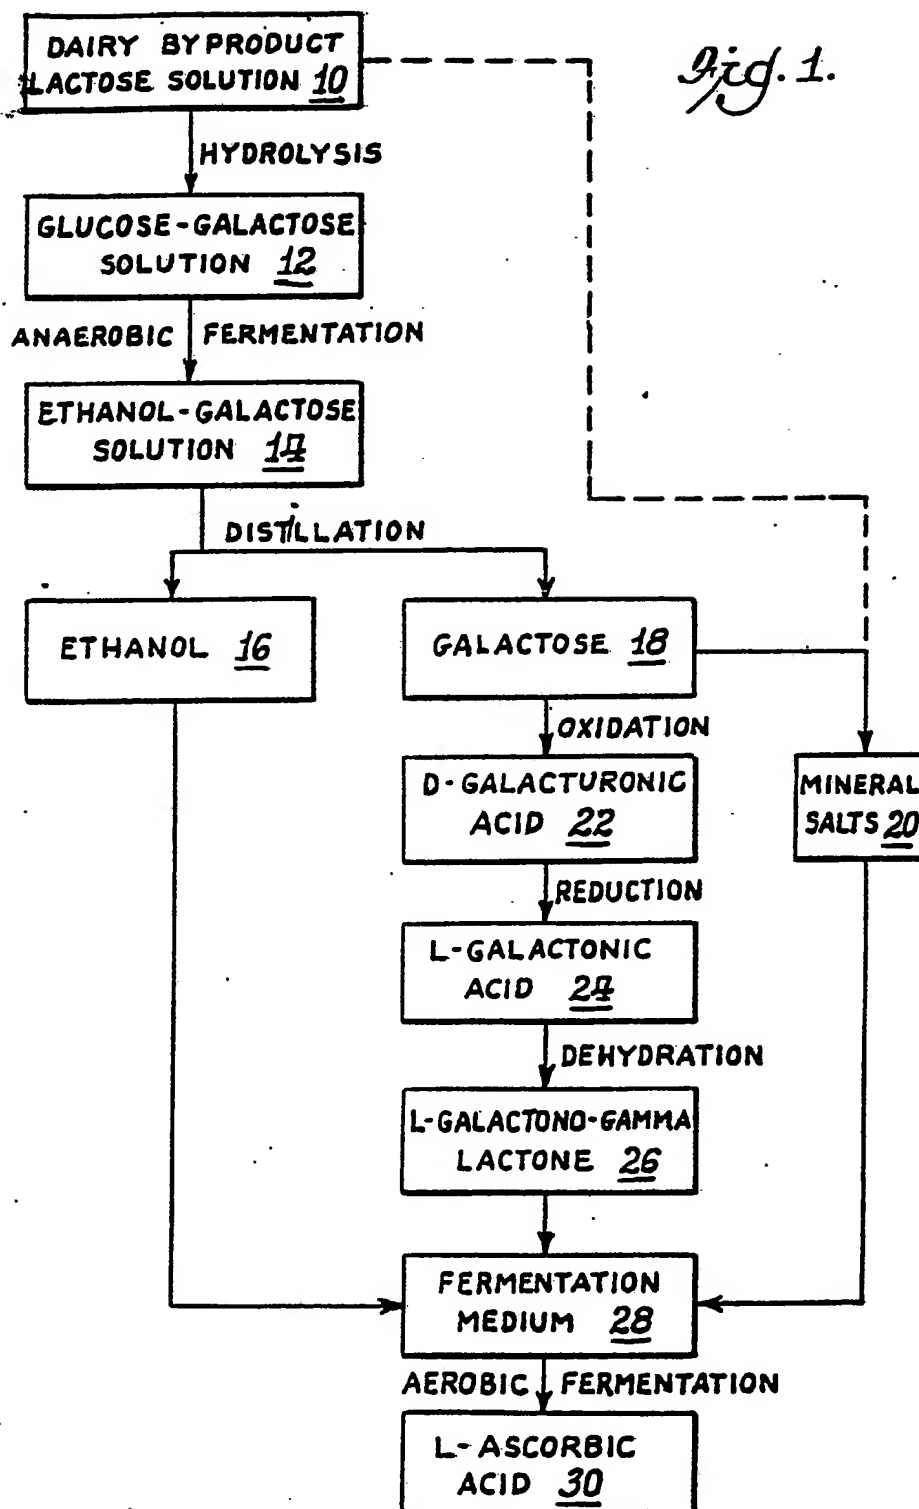 Fig. 1.
DAIRY BYPRODUCT
LACTOSE SOLUTION 10
HYDROLYSIS
GLUCOSE-GALACTOSE
SOLUTION 12
ANAEROBIC FERMENTATION
ETHANOL-GALACTOSE
SOLUTION 14
DISTILLATION
ETHANOL 16
GALACTOSE 18
OXIDATION
D-GALACTURONIC
ACID 22
MINERAL
SALTS 20
REDUCTION
L-GALACTONIC
ACID 24
DEHYDRATION
L-GALACTONO-GAMMA
LACTONE 26
FERMENTATION
MEDIUM 28
AEROBIC FERMENTATION
L-ASCORBIC
ACID 30